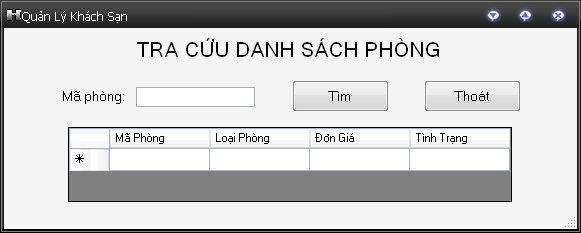 Quản Lý Khách Sạn
TRA CỨU DANH SÁCH PHÒNG
Mã phòng: Tìm Thoát
Mã Phòng Loại Phòng Đơn Giá Tình Trạng